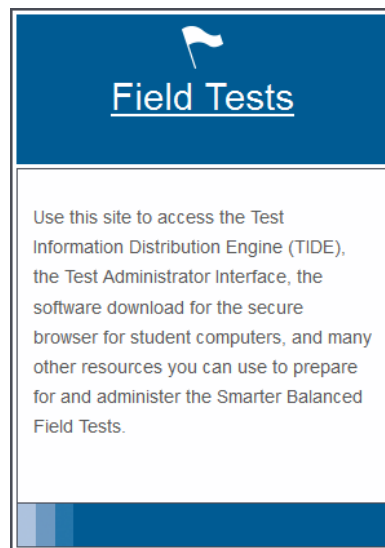 Field Tests
Use this site to access the Test
Information Distribution Engine (TIDE),
the Test Administrator Interface, the
software download for the secure
browser for student computers, and many
other resources you can use to prepare
for and administer the Smarter Balanced
Field Tests.